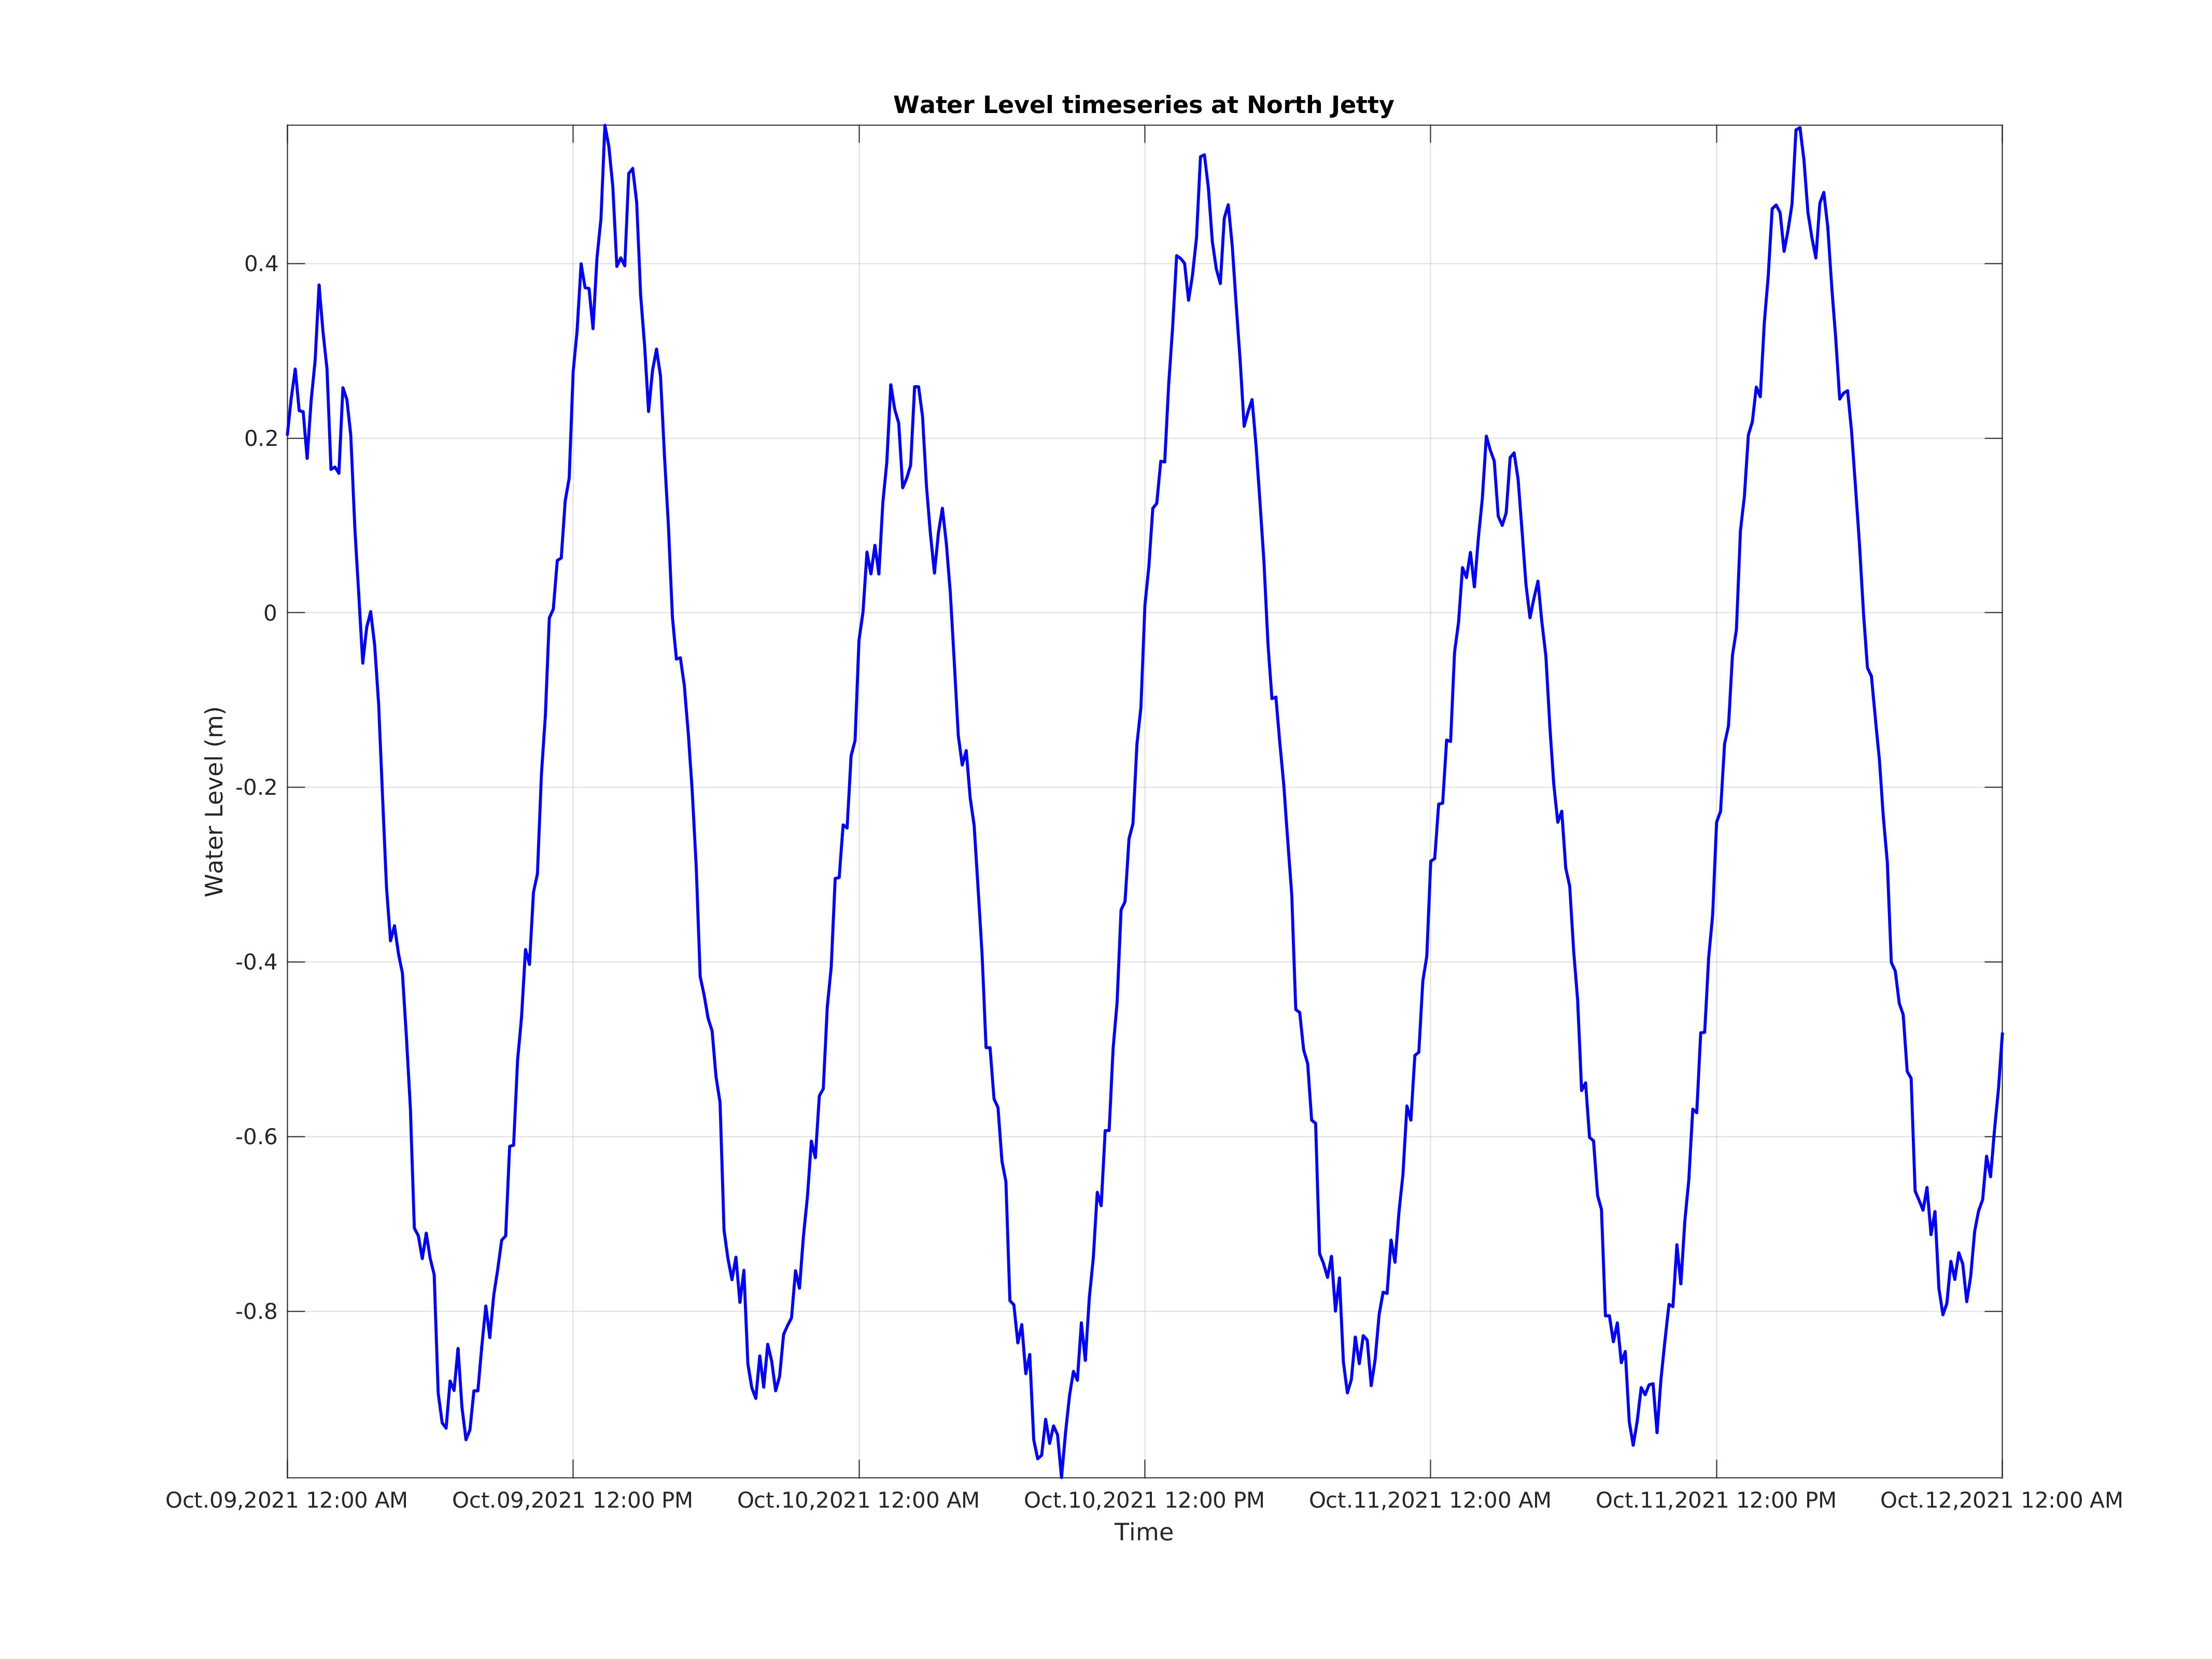 Water Level timeseries at North Jetty
0.4
0.2
0
-0.2
-0.4
-0.6
-0.8
Water Level (m)
Oct.09,2021 12:00 AM Oct.09,2021 12:00 PM Oct.10,2021 12:00 AM Oct.10,2021 12:00 PM Oct.11,2021 12:00 AM Oct.11,2021 12:00 PM Oct.12,2021 12:00 AM
Time